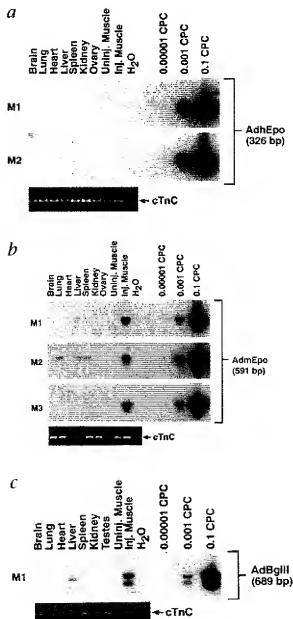 a
Brain
Lung
Heart
Liver
Spleen
Kidney
Ovary
Uninj. Muscle
Inj. Muscle
H2O
0.00001 CPC
0.001 CPC
0.1 CPC
M1
M2
AdhEpo
(326 bp)
cTnC
b
Brain
Lung
Heart
Liver
Spleen
Kidney
Ovary
Uninj. Muscle
Inj. Muscle
H2O
0.00001 CPC
0.001 CPC
0.1 CPC
M1
M2
M3
AdmEpo
(591 bp)
cTnC
c
Brain
Lung
Heart
Liver
Spleen
Kidney
Testes
Uninj. Muscle
Inj. Muscle
H2O
0.00001 CPC
0.001 CPC
0.1 CPC
M1
AdBglII
(689 bp)
cTnC